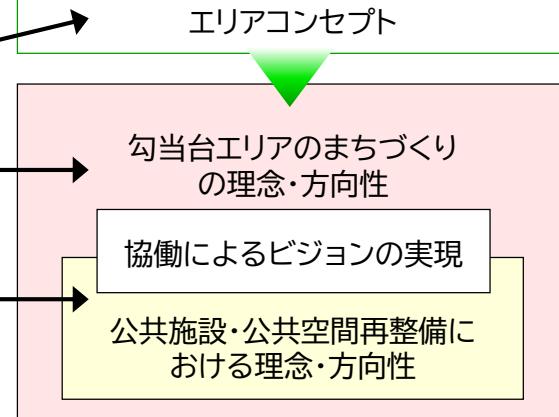 エリアコンセプト
勾当台エリアのまちづくり
の理念・方向性
協働によるビジョンの実現
公共施設・公共空間再整備に
おける理念・方向性